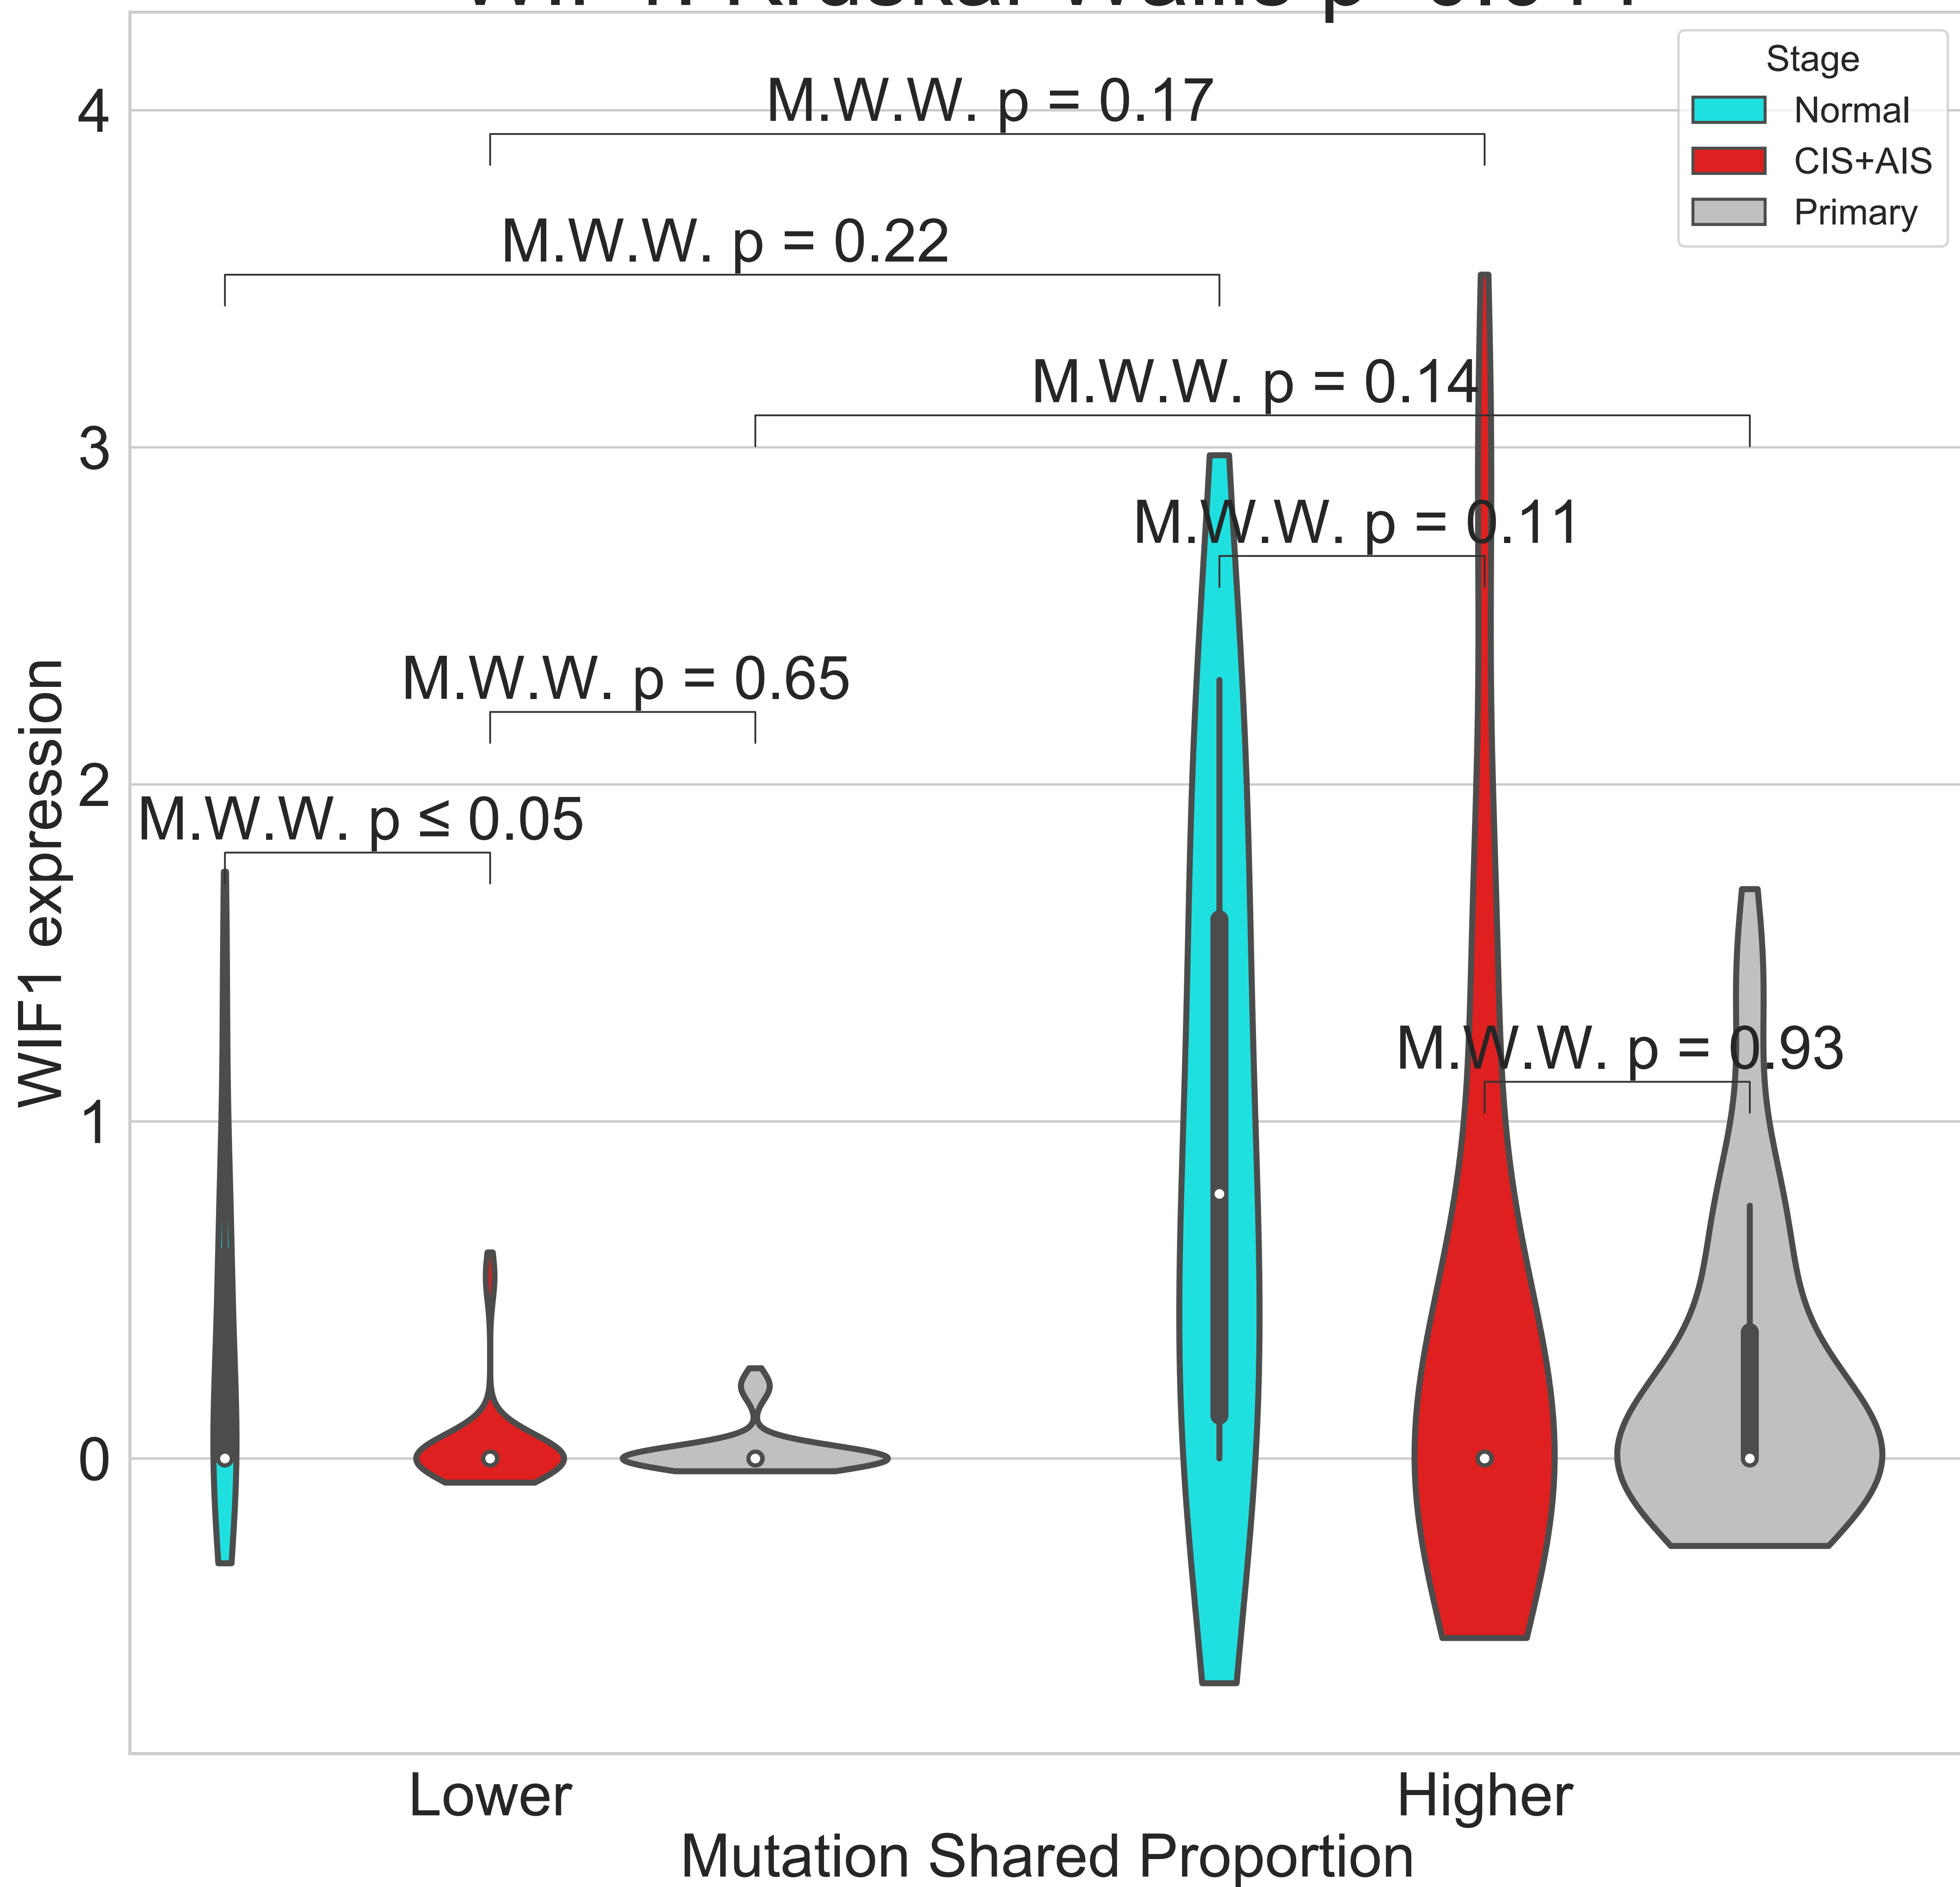 Stage
Normal
CIS+AIS
Primary
4
3
2
1
0
WIF1 expression
M.W.W. p = 0.17
M.W.W. p = 0.22
M.W.W. p = 0.14
M.W.W. p = 0.11
M.W.W. p = 0.65
M.W.W. p ≤ 0.05
M.W.W. p = 0.93
Lower
Higher
Mutation Shared Proportion